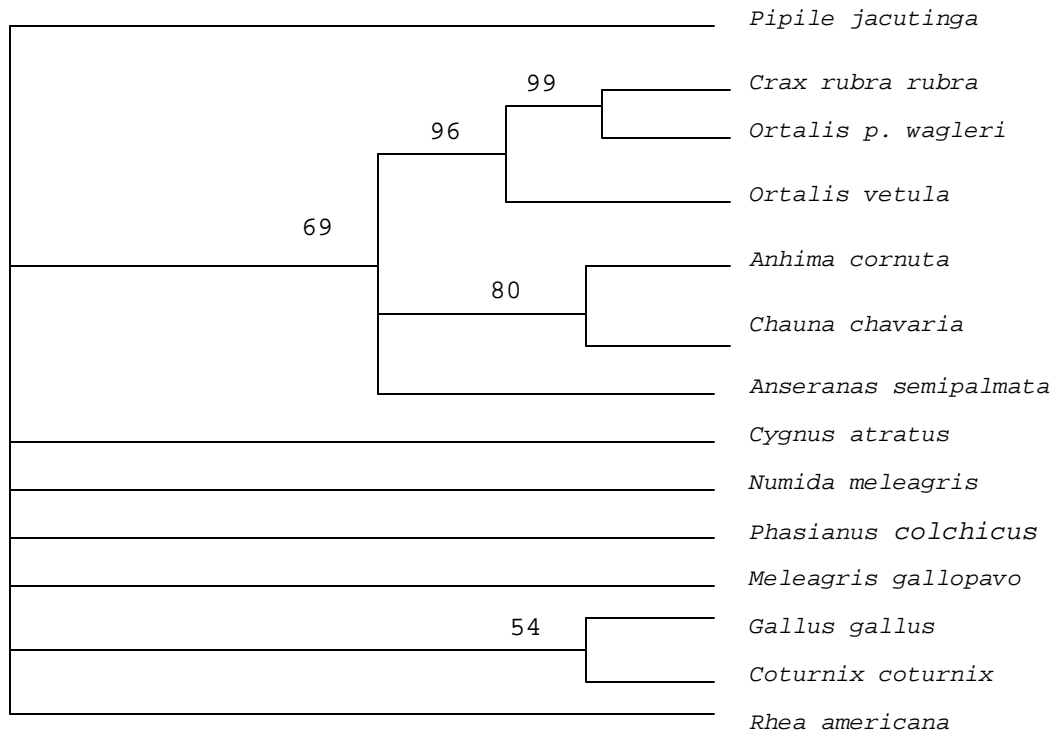 Pipile jacutinga
99
Crax rubra rubra
96
Ortalis p. wagleri
Ortalis vetula
69
Anhima cornuta
80
Chauna chavaria
Anseranas semipalmata
Cygnus atratus
Numida meleagris
Phasianus colchicus
Meleagris gallopavo
54
Gallus gallus
Coturnix coturnix
Rhea americana